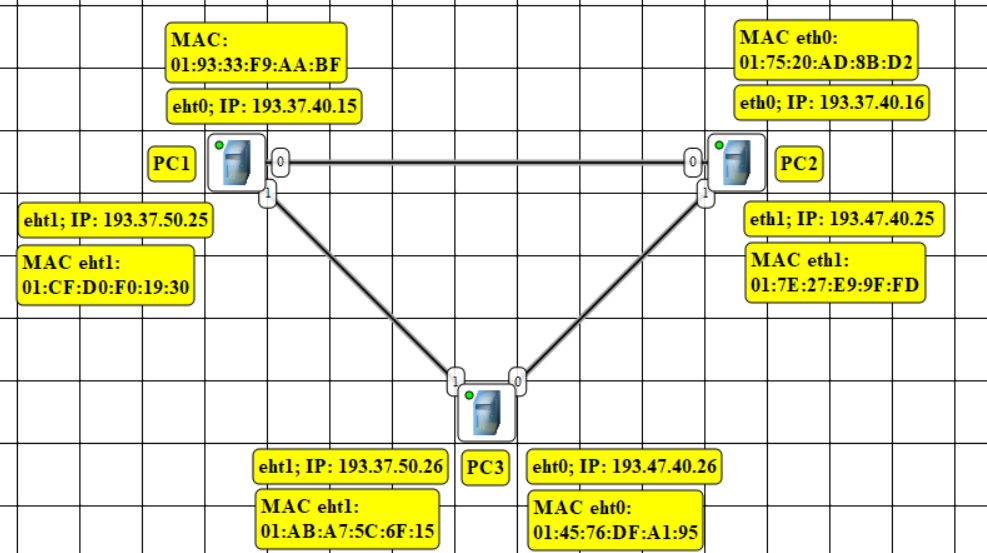 MAC:
01:93:33:F9:AA:BF
eht0; IP: 193.37.40.15
MAC eth0:
01:75:20:AD:8B:D2
eth0; IP: 193.37.40.16
PC1
0
0
PC2
1
1
eht1; IP: 193.37.50.25
MAC eht1:
01:CF:D0:F0:19:30
eth1; IP: 193.47.40.25
MAC eth1:
01:7E:27:E9:9F:FD
1
0
eht1; IP: 193.37.50.26
PC3
eht0; IP: 193.47.40.26
MAC eht1:
01:AB:A7:5C:6F:15
MAC eht0:
01:45:76:DF:A1:95